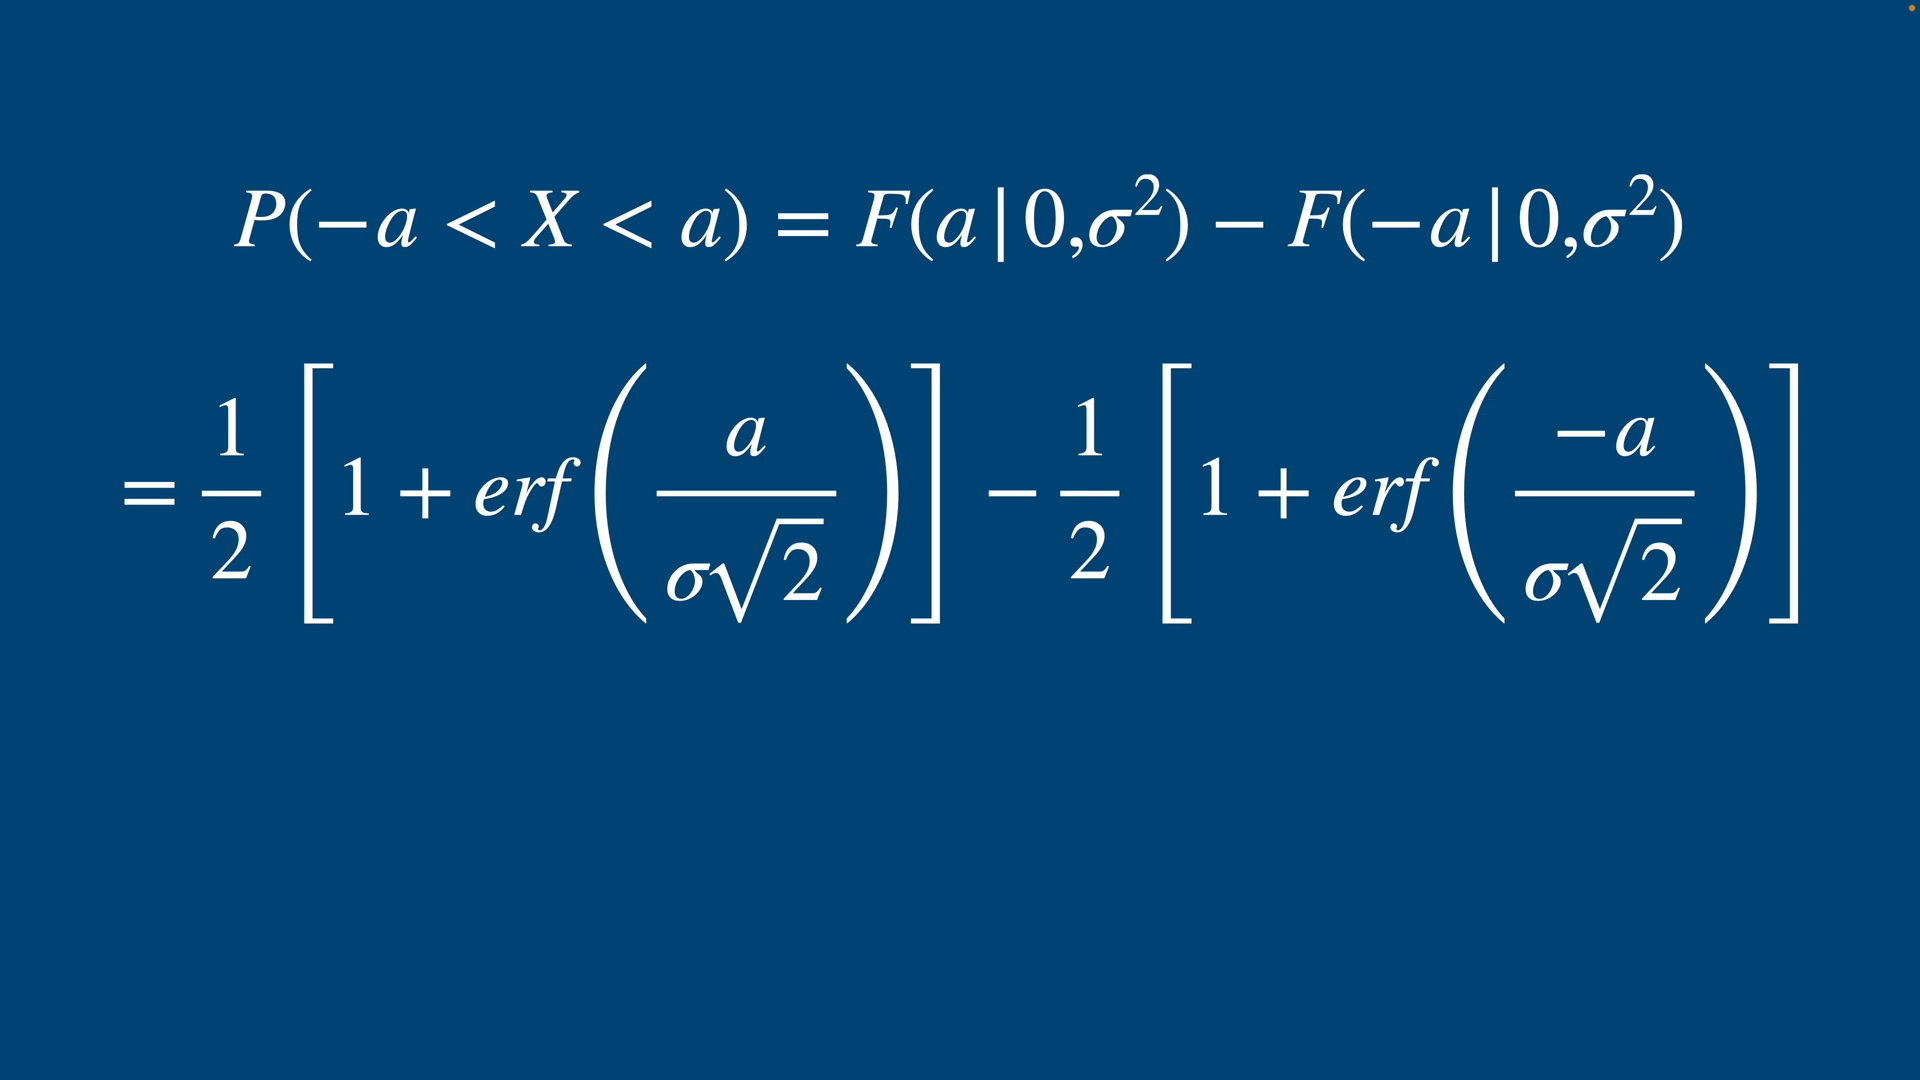 P(−a < X < a) = F(a | 0,σ²) − F(−a | 0,σ²)
= 1/2 [1 + erf(a/(σ√2))] − 1/2 [1 + erf(−a/(σ√2))]